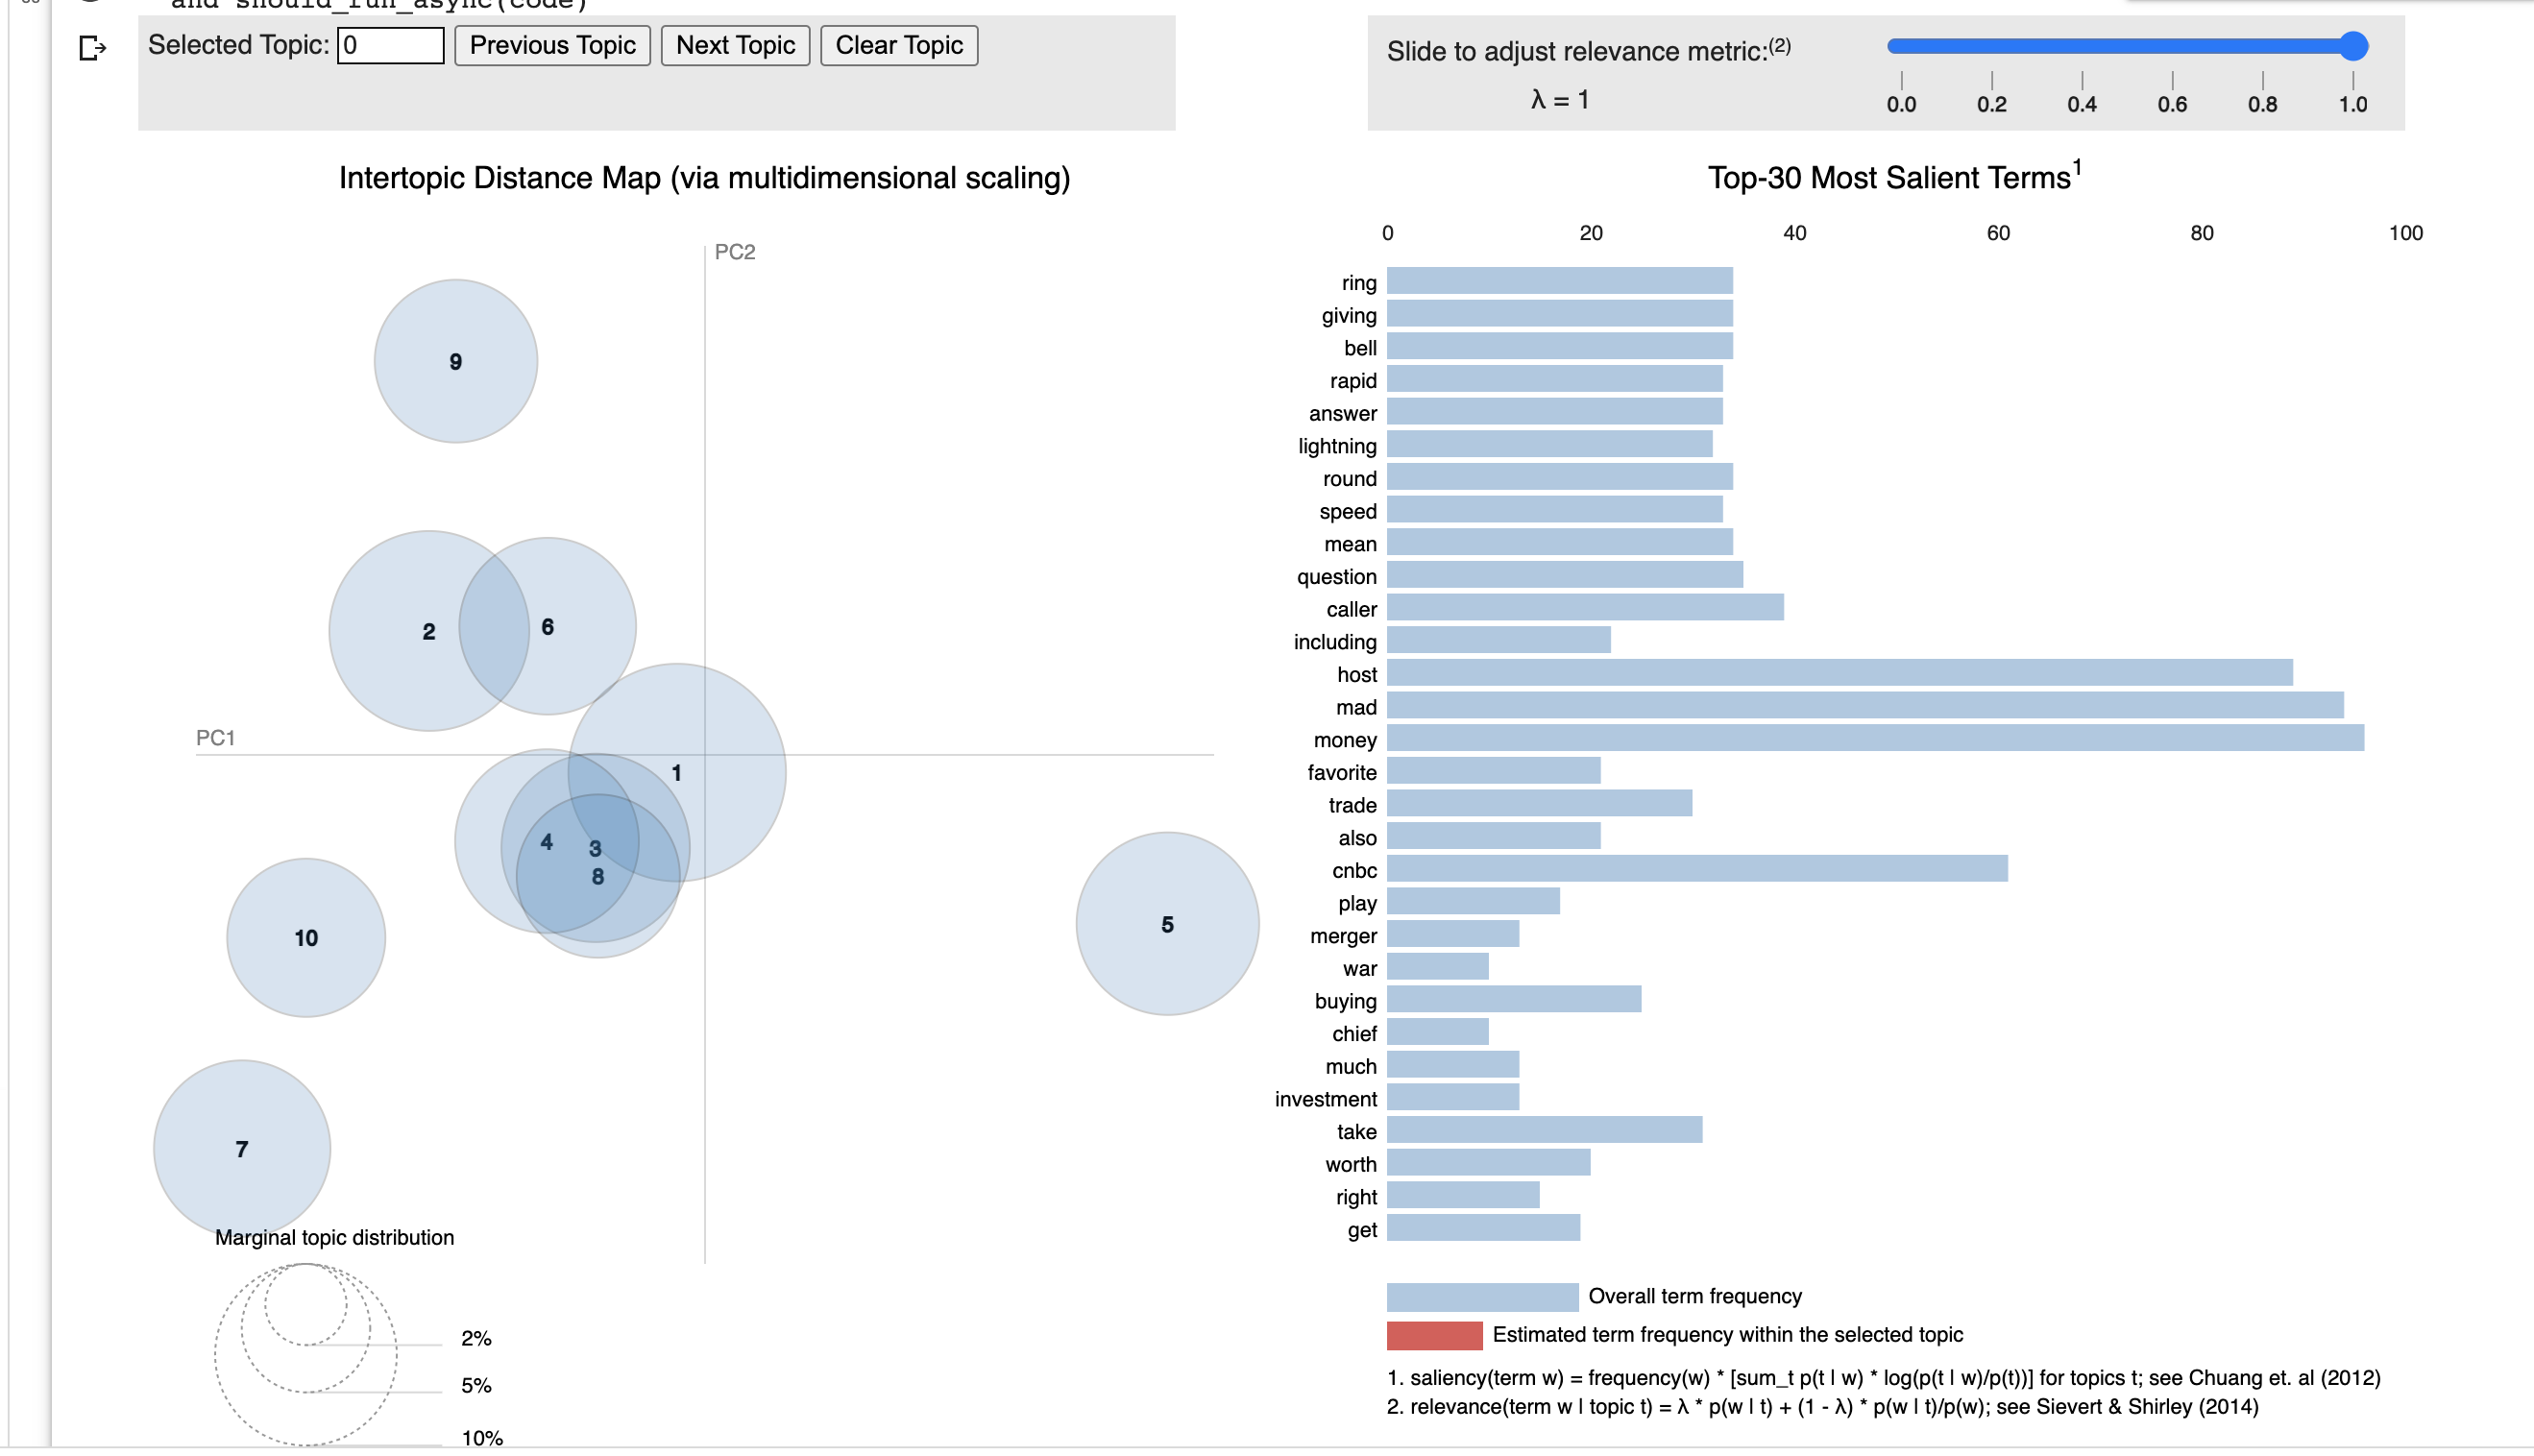 and should_run_async(code)
Selected Topic: 0 Previous Topic Next Topic Clear Topic
Slide to adjust relevance metric:(2)
λ = 1
0.0 0.2 0.4 0.6 0.8 1.0
Intertopic Distance Map (via multidimensional scaling)
PC2
PC1
9
2
6
1
4
3
8
5
10
7
Marginal topic distribution
2%
5%
10%
Top-30 Most Salient Terms1
0 20 40 60 80 100
ring
giving
bell
rapid
answer
lightning
round
speed
mean
question
caller
including
host
mad
money
favorite
trade
also
cnbc
play
merger
war
buying
chief
much
investment
take
worth
right
get
Overall term frequency
Estimated term frequency within the selected topic
1. saliency(term w) = frequency(w) * [sum_t p(t | w) * log(p(t | w)/p(t))] for topics t; see Chuang et. al (2012)
2. relevance(term w | topic t) = λ * p(w | t) + (1 - λ) * p(w | t)/p(w); see Sievert & Shirley (2014)